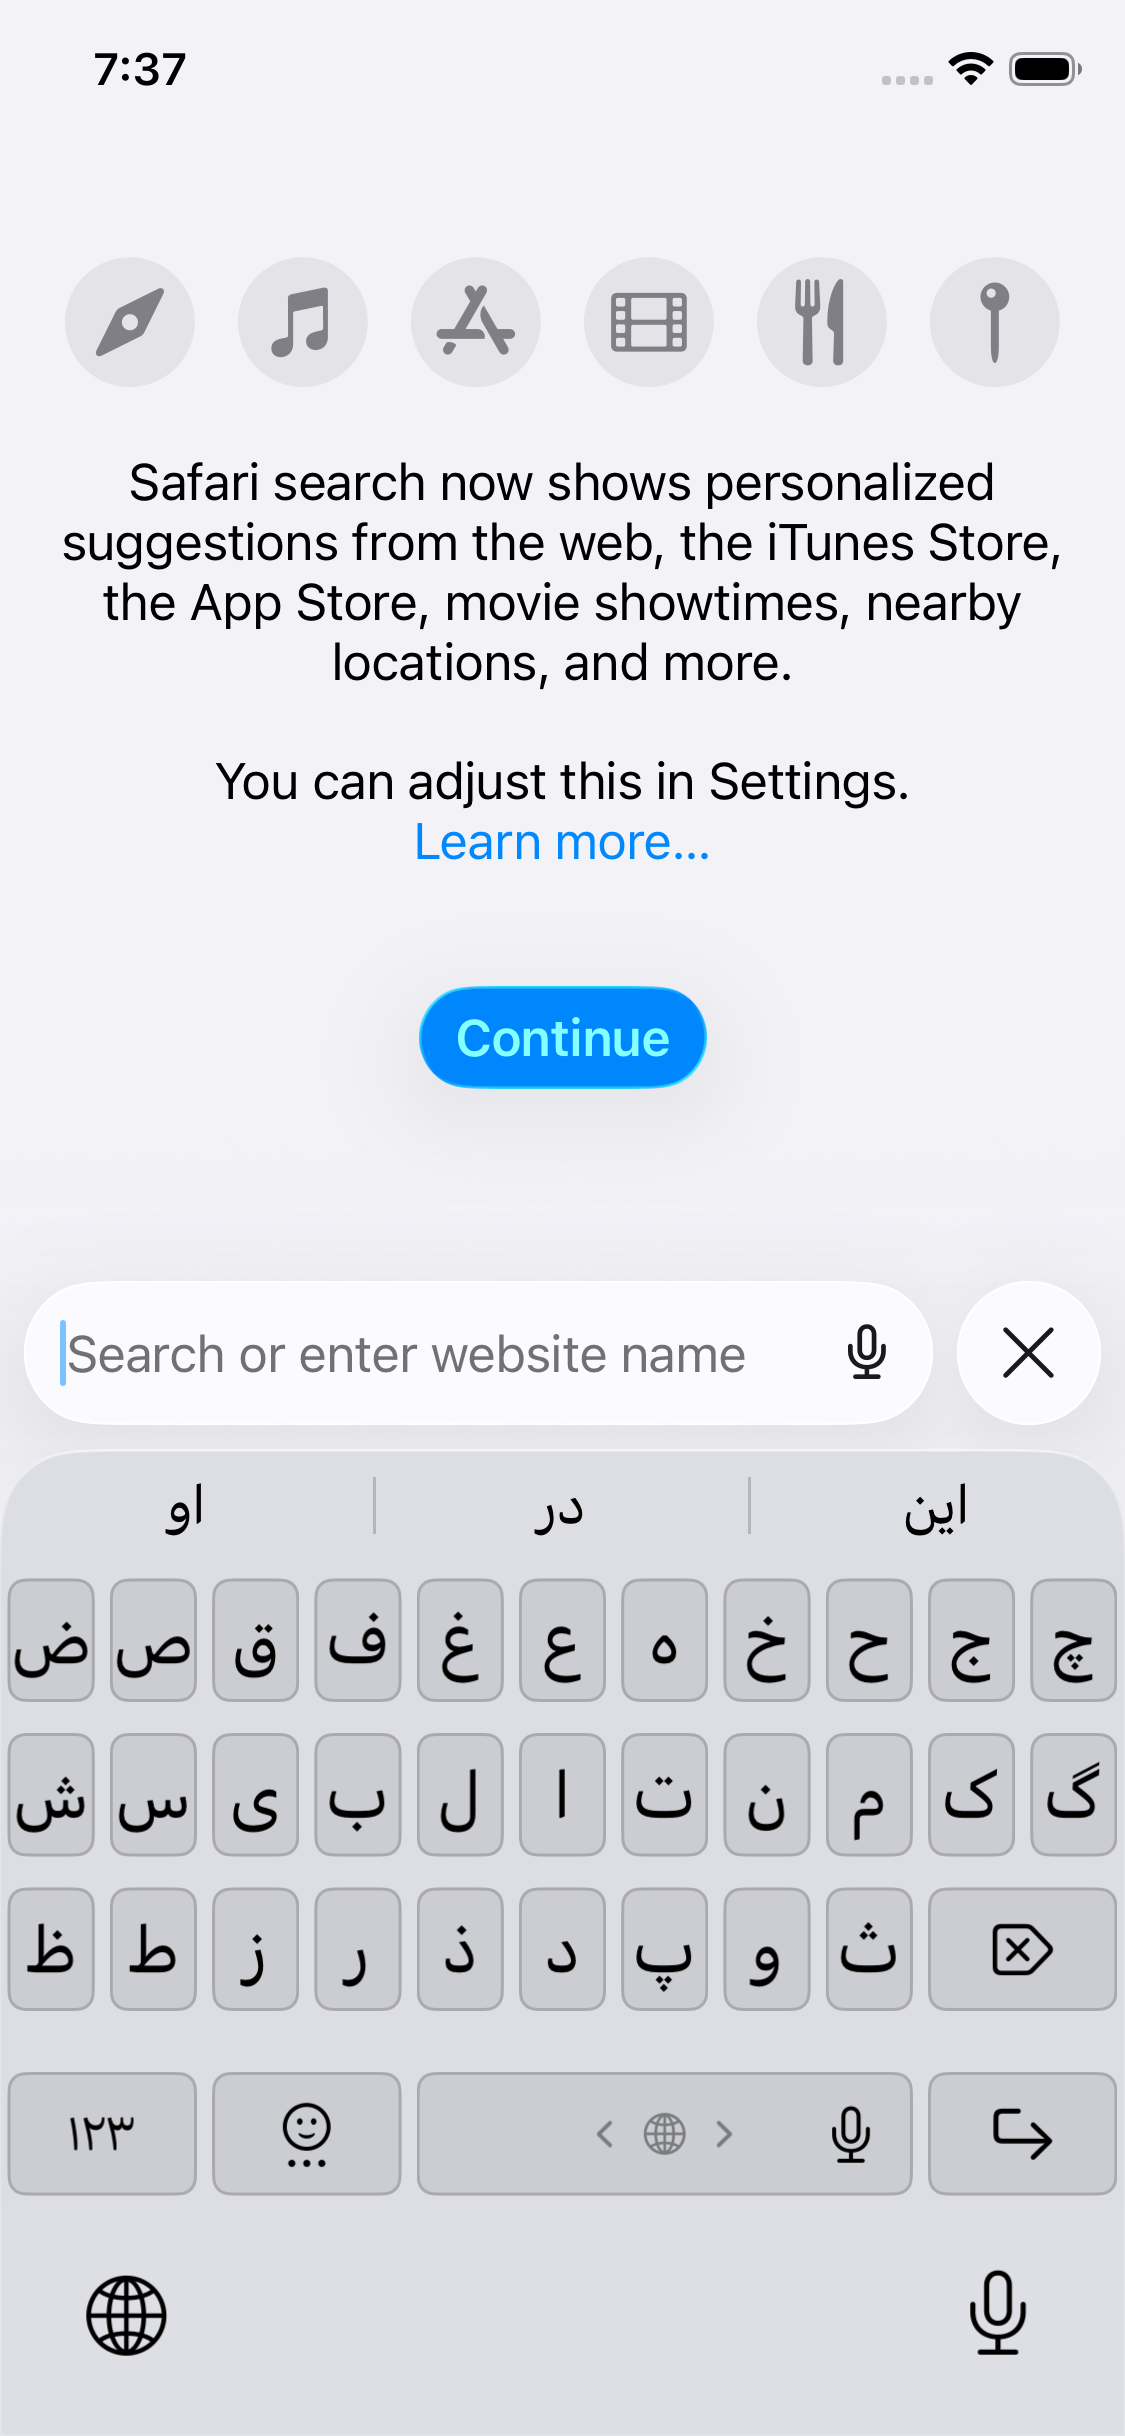 7:37
Safari search now shows personalized
suggestions from the web, the iTunes Store,
the App Store, movie showtimes, nearby
locations, and more.
You can adjust this in Settings.
Learn more...
Continue
Search or enter website name
او در این
ض ص ق ف غ ع ه خ ح ج چ
ش س ی ب ل ا ت ن م ک گ
ظ ط ز ر ذ د پ و ث
۱۲۳